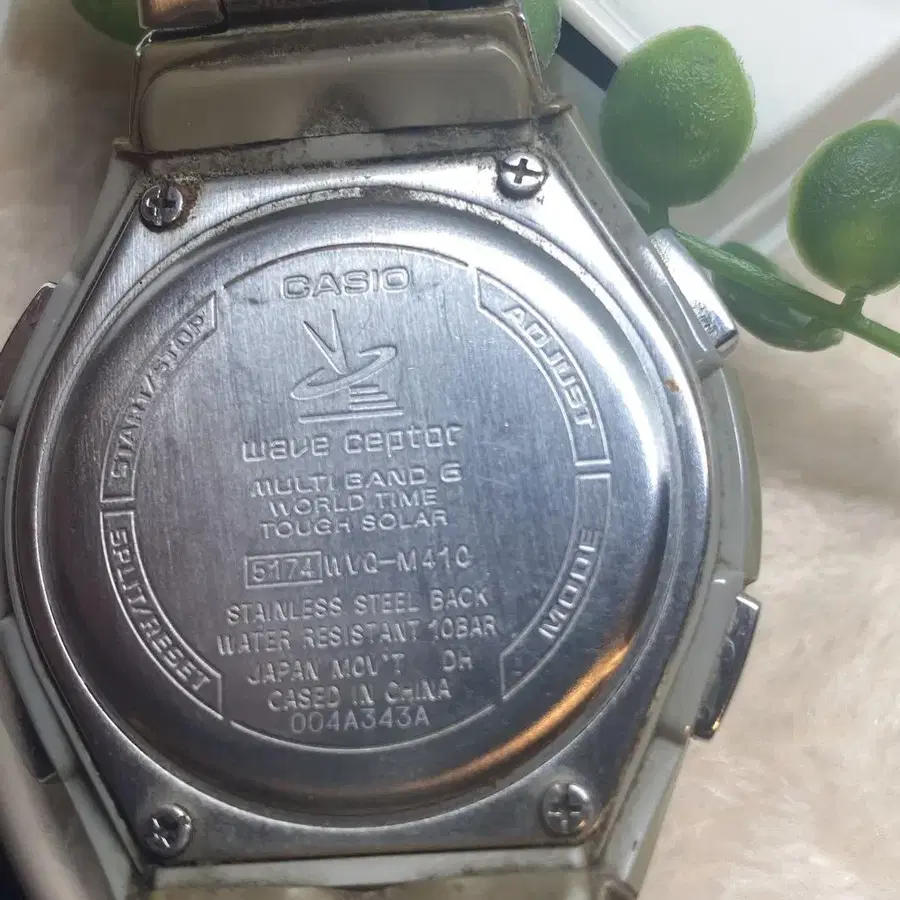 CASIO
START/STOP
ADJUST
wave ceptor
MULTI BAND 6
WORLD TIME
TOUGH SOLAR
5174 WVQ-M410
SPLIT/RESET
MODE
STAINLESS STEEL BACK
WATER RESISTANT 10BAR
JAPAN MOV'T DH
CASED IN CHINA
004A343A